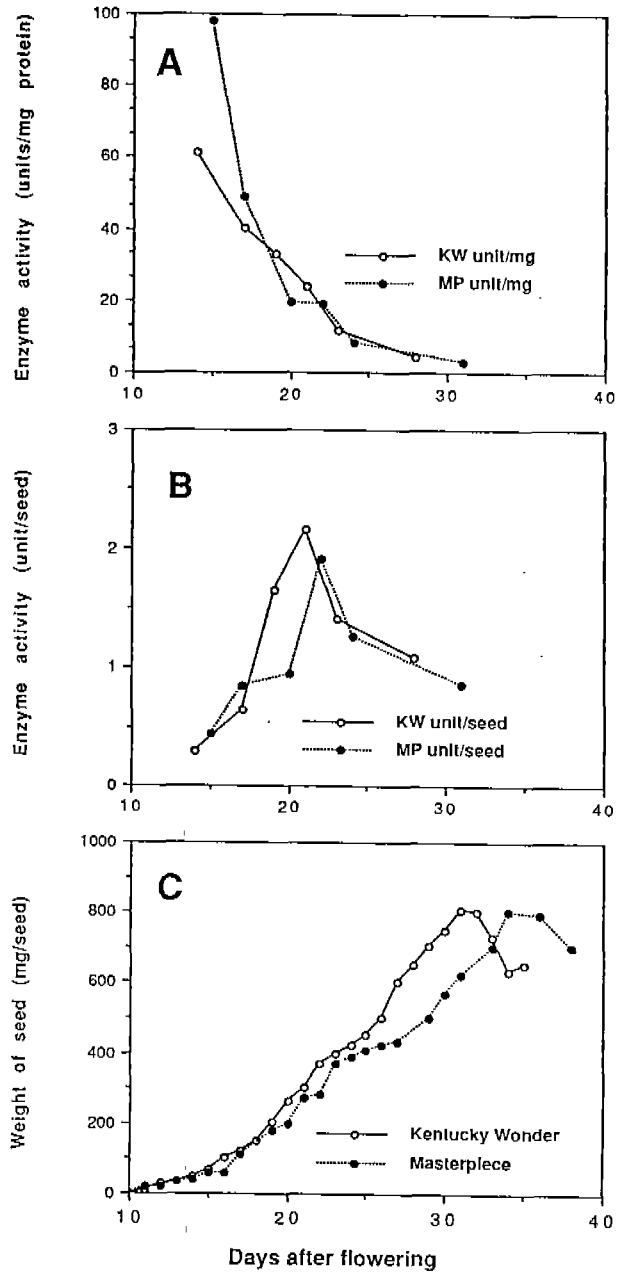 A
Enzyme activity (units/mg protein)
100
80
60
40
20
0
10 20 30 40
KW unit/mg
MP unit/mg
B
Enzyme activity (unit/seed)
3
2
1
0
10 20 30 40
KW unit/seed
MP unit/seed
C
Weight of seed (mg/seed)
1000
800
600
400
200
0
10 20 30 40
Kentucky Wonder
Masterpiece
Days after flowering